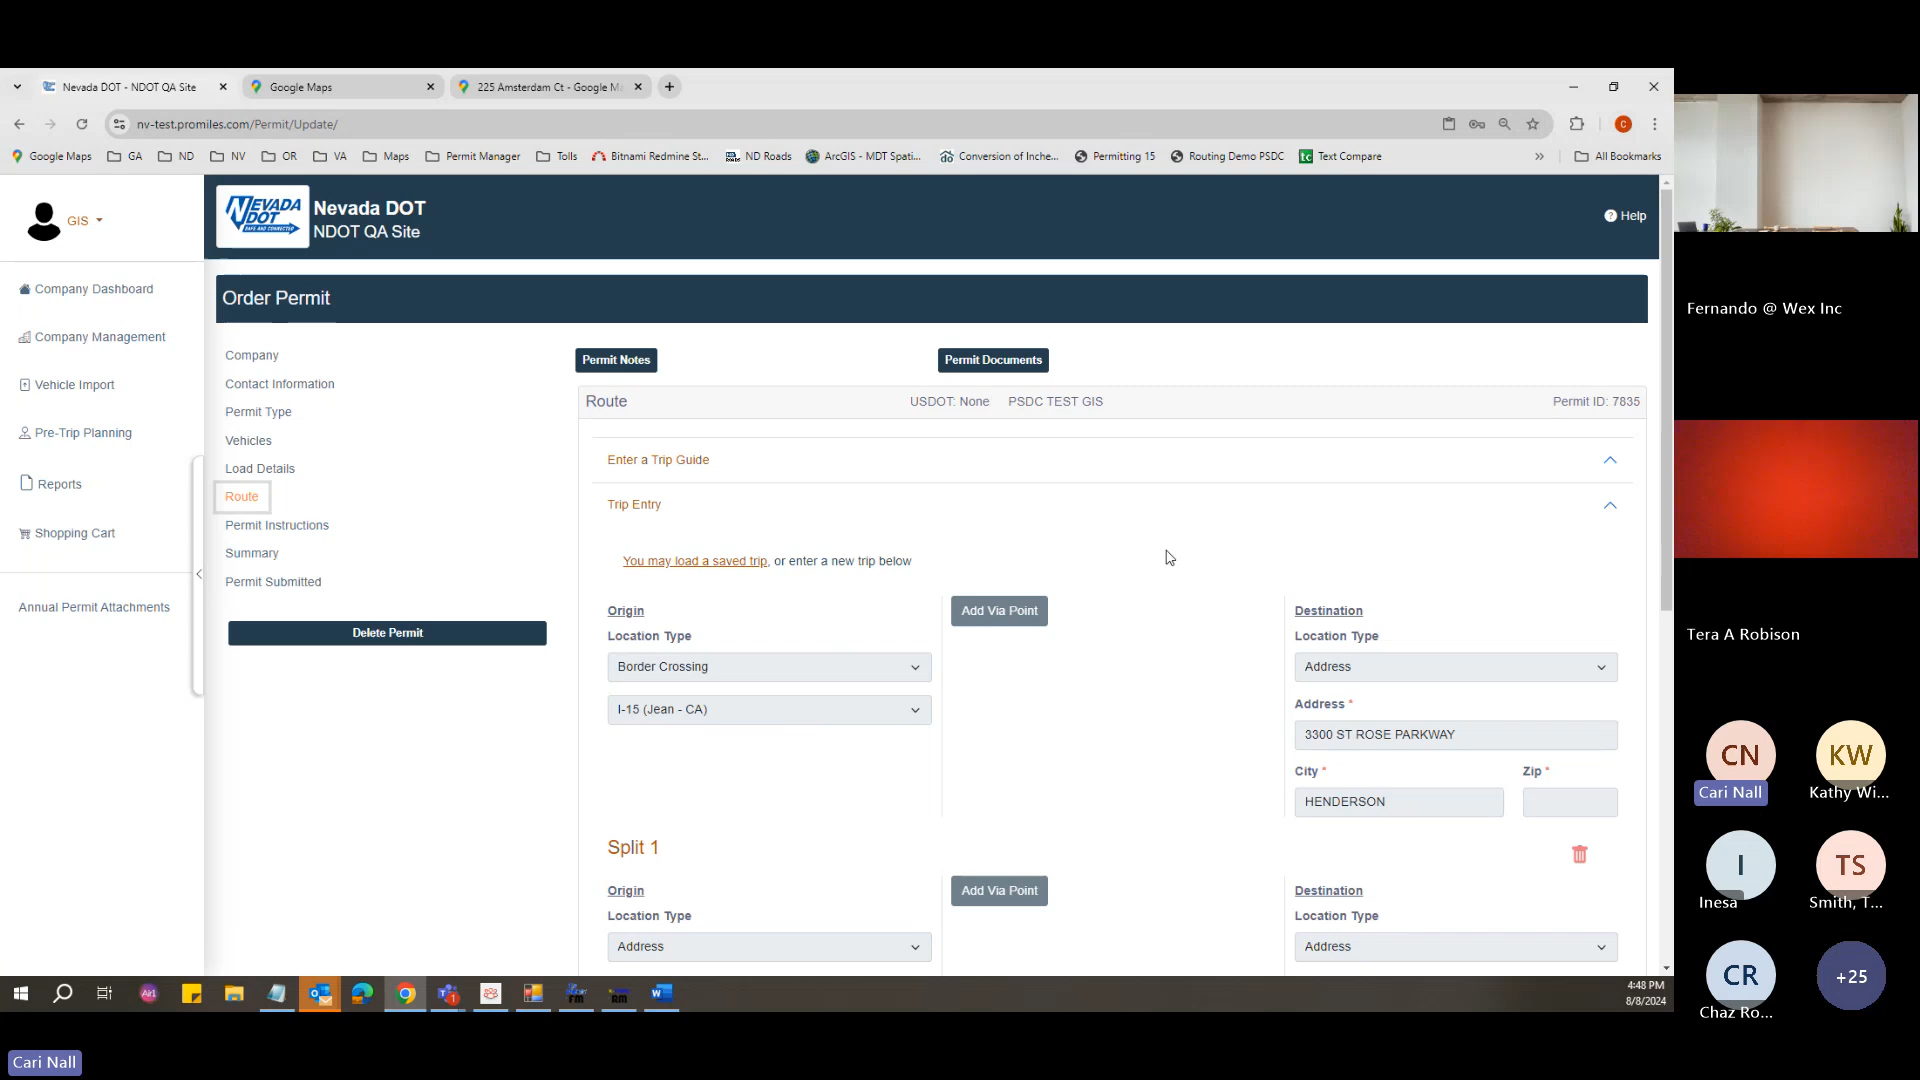 Nevada DOT - NDOT QA Site
Google Maps
225 Amsterdam Ct - Google M
nv-test.promiles.com/Permit/Update/
C
Google Maps
GA
ND
NV
OR
VA
Maps
Permit Manager
Tolls
Bitnami Redmine St...
ND Roads
ArcGIS - MDT Spati...
Conversion of Inche...
Permitting 15
Routing Demo PSDC
tc Text Compare
»
All Bookmarks
GIS
NEVADA
DOT
SAFE AND CONNECTED
Nevada DOT
NDOT QA Site
? Help
Company Dashboard
Company Management
Vehicle Import
Pre-Trip Planning
Reports
Shopping Cart
Annual Permit Attachments
Order Permit
Company
Contact Information
Permit Type
Vehicles
Load Details
Route
Permit Instructions
Summary
Permit Submitted
Delete Permit
Permit Notes
Permit Documents
Route
USDOT: None
PSDC TEST GIS
Permit ID: 7835
Enter a Trip Guide
Trip Entry
You may load a saved trip, or enter a new trip below
Origin
Location Type
Border Crossing
I-15 (Jean - CA)
Add Via Point
Destination
Location Type
Address
Address *
3300 ST ROSE PARKWAY
City *
Zip *
HENDERSON
Split 1
Origin
Location Type
Address
Add Via Point
Destination
Location Type
Address
4:48 PM
8/8/2024
Fernando @ Wex Inc
Tera A Robison
CN
Cari Nall
KW
Kathy Wi...
I
Inesa
TS
Smith, T...
CR
Chaz Ro...
+25
Cari Nall